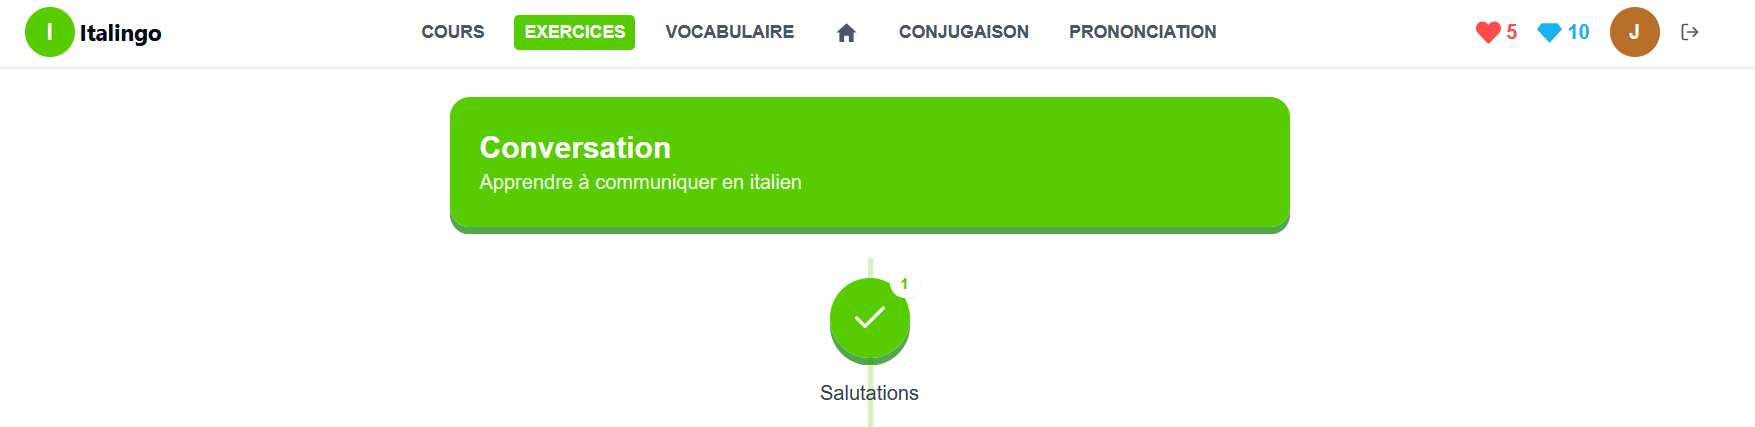 I Italingo COURS EXERCICES VOCABULAIRE CONJUGAISON PRONONCIATION 5 10 J
Conversation
Apprendre à communiquer en italien
1
Salutations